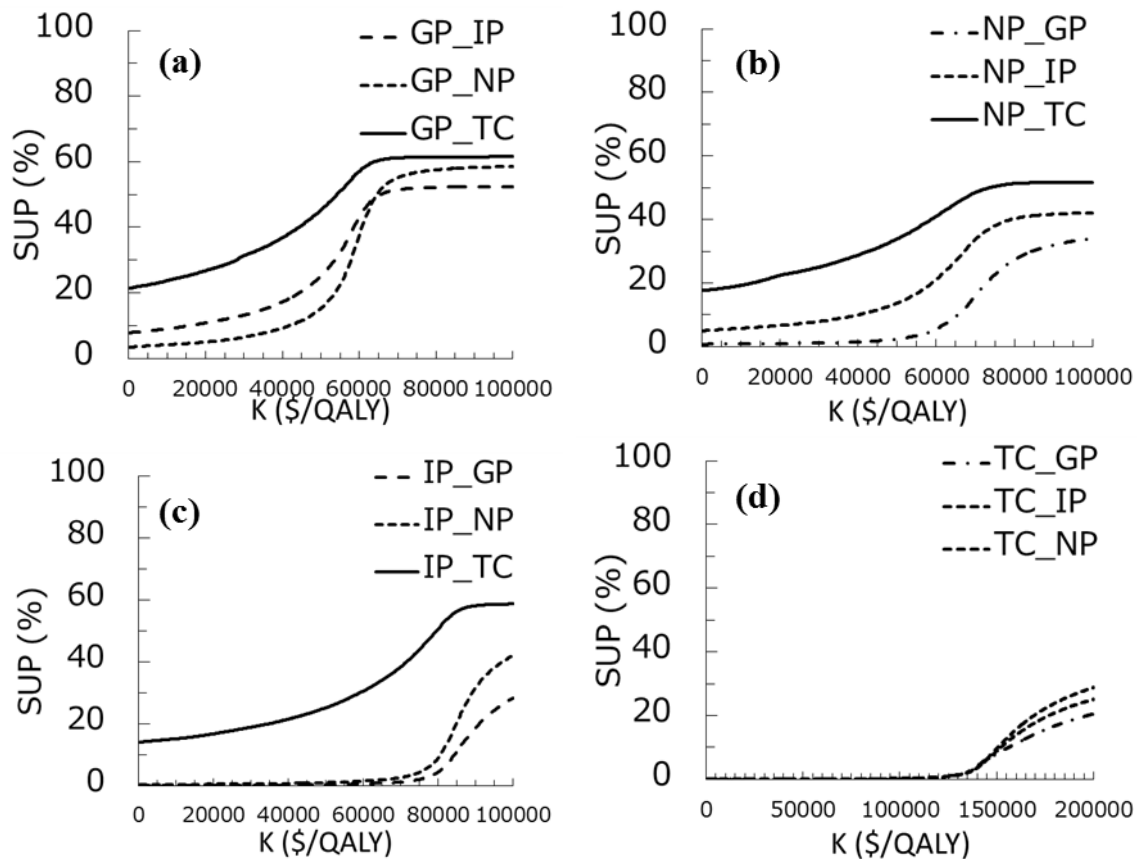 (a)
GP_IP
GP_NP
GP_TC
SUP (%)
100
80
60
40
20
0
0 20000 40000 60000 80000 100000
K ($/QALY)
(b)
NP_GP
NP_IP
NP_TC
SUP (%)
100
80
60
40
20
0
0 20000 40000 60000 80000 100000
K ($/QALY)
(c)
IP_GP
IP_NP
IP_TC
SUP (%)
100
80
60
40
20
0
0 20000 40000 60000 80000 100000
K ($/QALY)
(d)
TC_GP
TC_IP
TC_NP
SUP (%)
100
80
60
40
20
0
0 50000 100000 150000 200000
K ($/QALY)